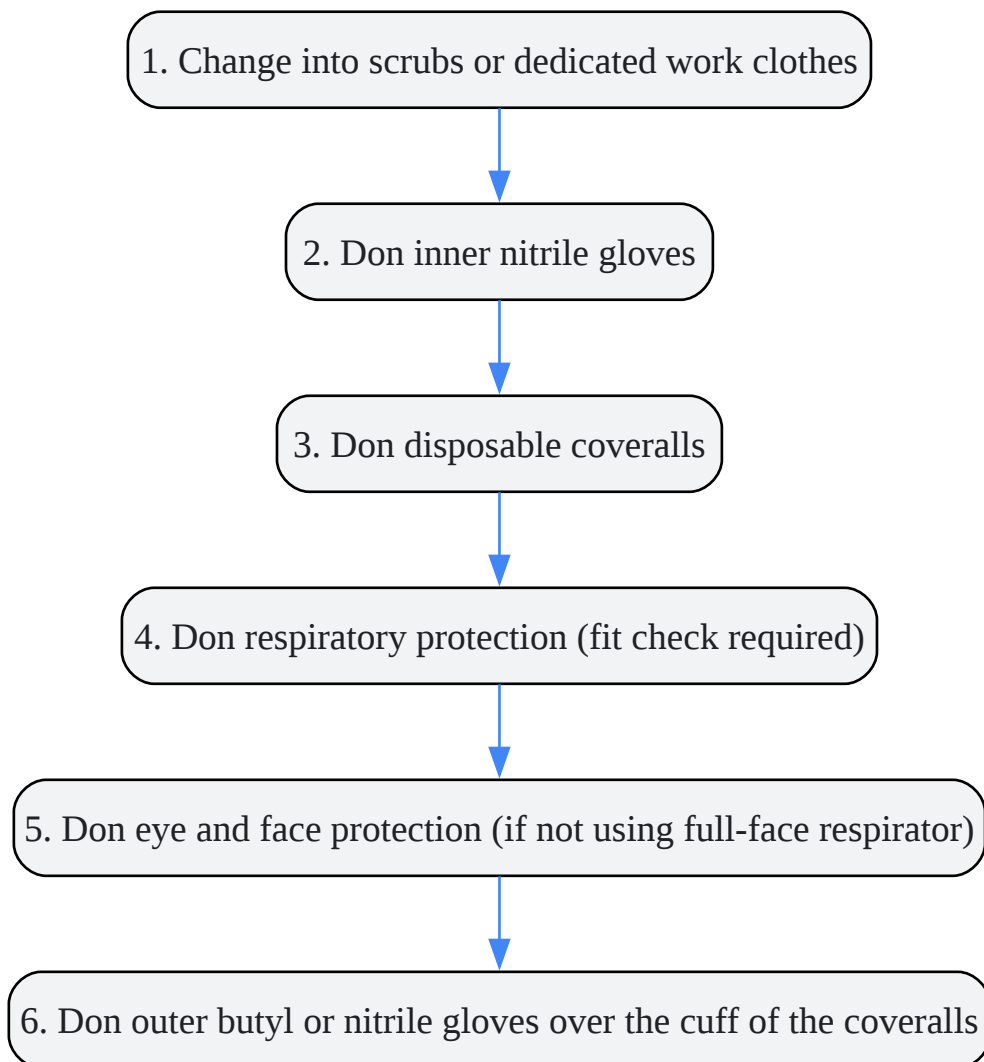 1. Change into scrubs or dedicated work clothes
2. Don inner nitrile gloves
3. Don disposable coveralls
4. Don respiratory protection (fit check required)
5. Don eye and face protection (if not using full-face respirator)
6. Don outer butyl or nitrile gloves over the cuff of the coveralls